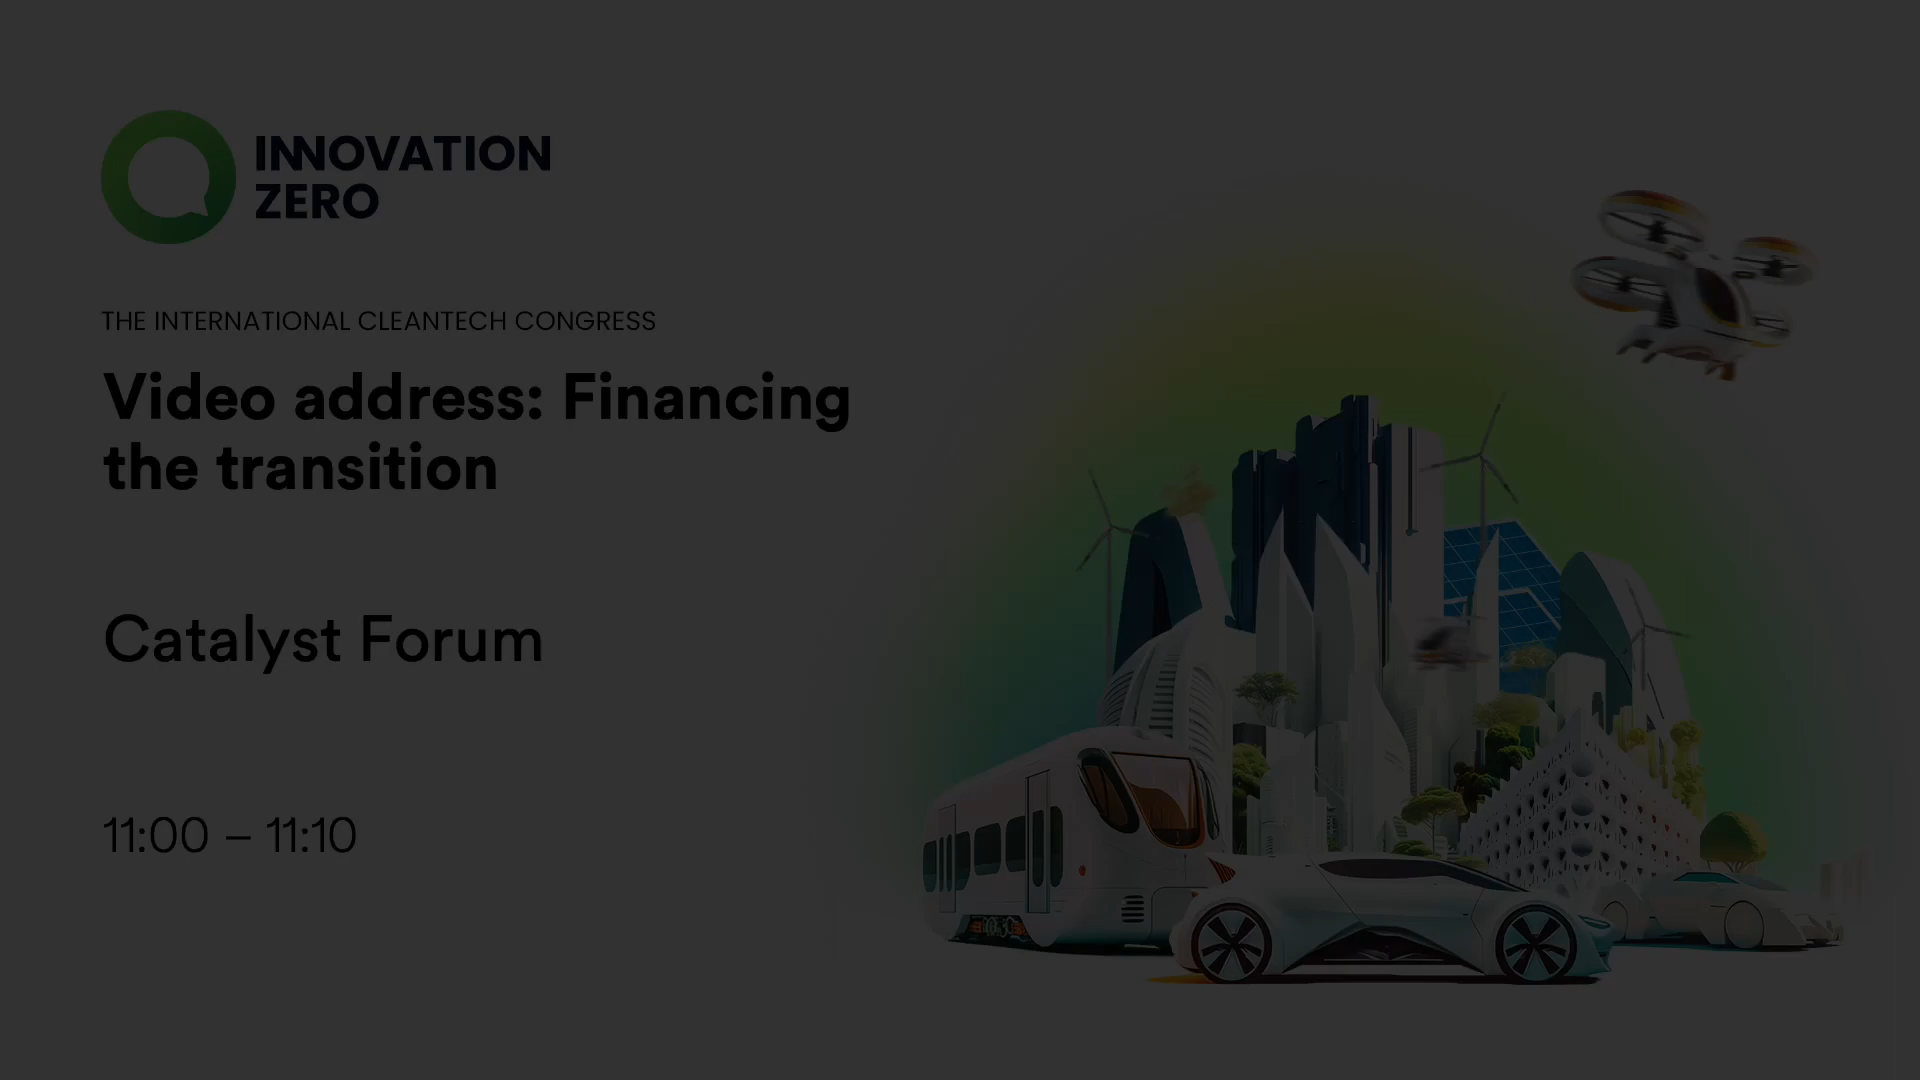 INNOVATION
ZERO
THE INTERNATIONAL CLEANTECH CONGRESS
Video address: Financing
the transition
Catalyst Forum
11:00 – 11:10